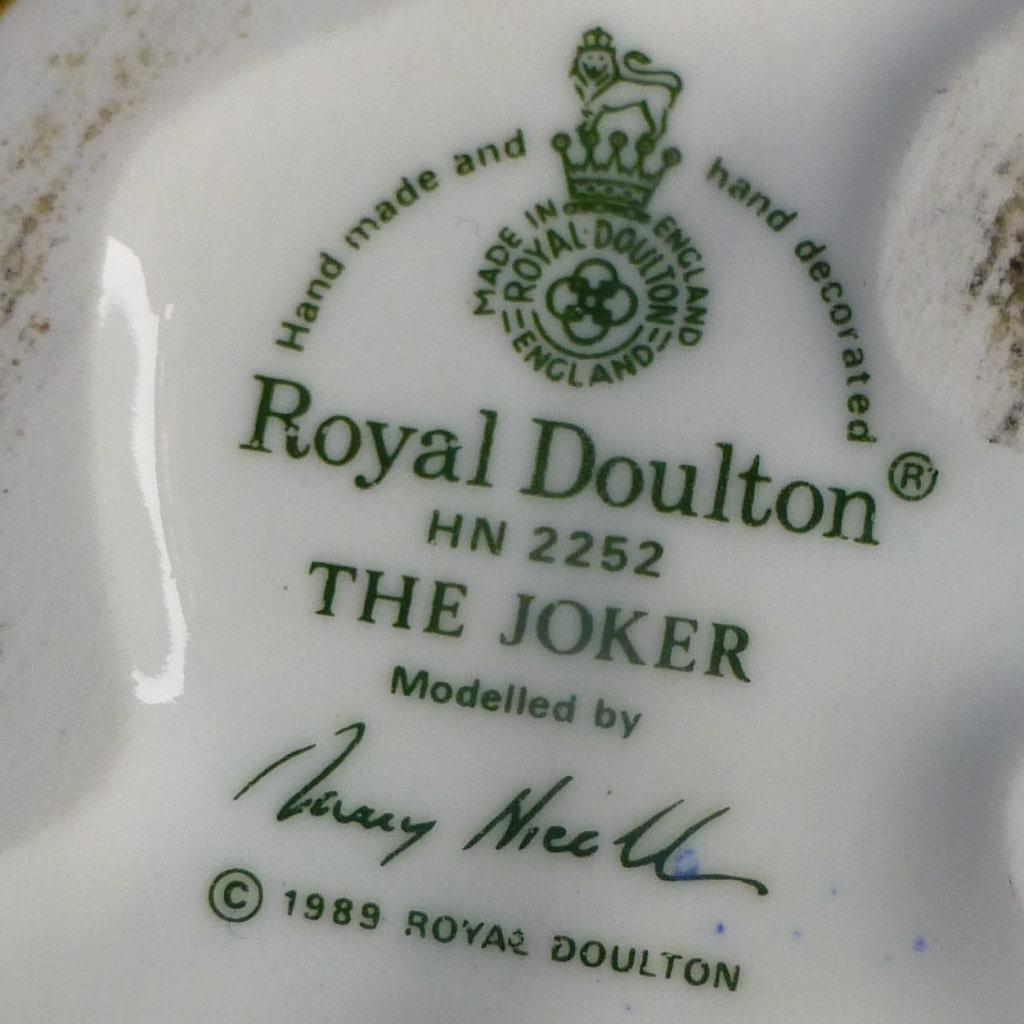 Hand made and hand decorated
MADE IN ENGLAND
ROYAL·DOULTON
ENGLAND
Royal Doulton®
HN 2252
THE JOKER
Modelled by
© 1989 ROYAL DOULTON